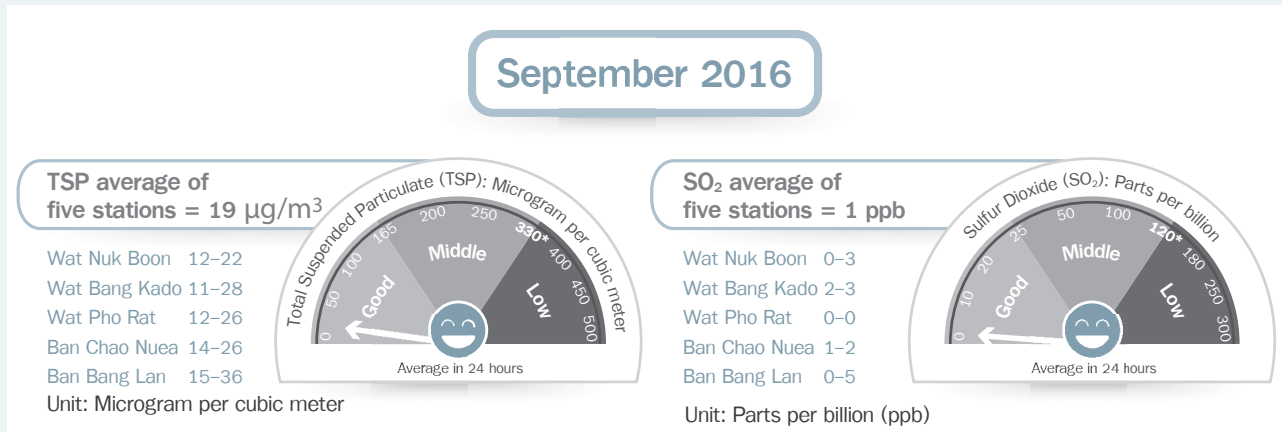 September 2016
TSP average of
five stations = 19 µg/m³
Wat Nuk Boon 12–22
Wat Bang Kado 11–28
Wat Pho Rat 12–26
Ban Chao Nuea 14–26
Ban Bang Lan 15–36
Unit: Microgram per cubic meter
Total Suspended Particulate (TSP): Microgram per cubic meter
0 50 100 165 200 250 330* 400 450 500
Good Middle Low
Average in 24 hours
SO₂ average of
five stations = 1 ppb
Wat Nuk Boon 0–3
Wat Bang Kado 2–3
Wat Pho Rat 0–0
Ban Chao Nuea 1–2
Ban Bang Lan 0–5
Unit: Parts per billion (ppb)
Sulfur Dioxide (SO₂): Parts per billion
0 10 20 25 50 100 120* 180 250 300
Good Middle Low
Average in 24 hours